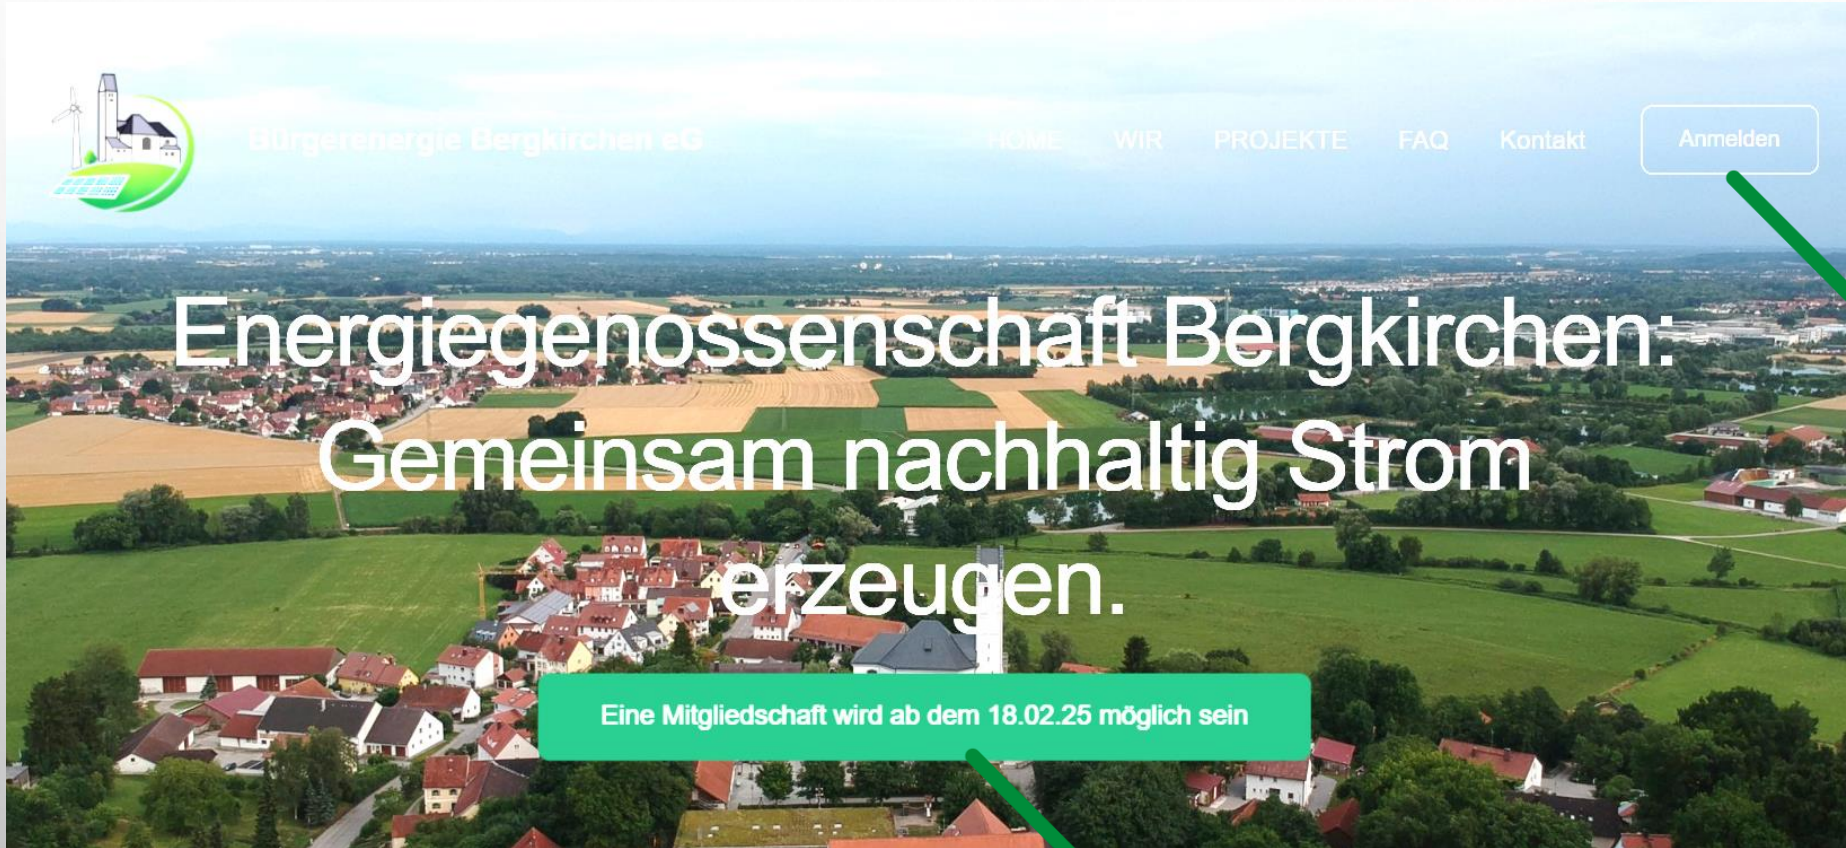 Bürgerenergie Bergkirchen eG
HOME WIR PROJEKTE FAQ Kontakt Anmelden
Energiegenossenschaft Bergkirchen:
Gemeinsam nachhaltig Strom
erzeugen.
Eine Mitgliedschaft wird ab dem 18.02.25 möglich sein